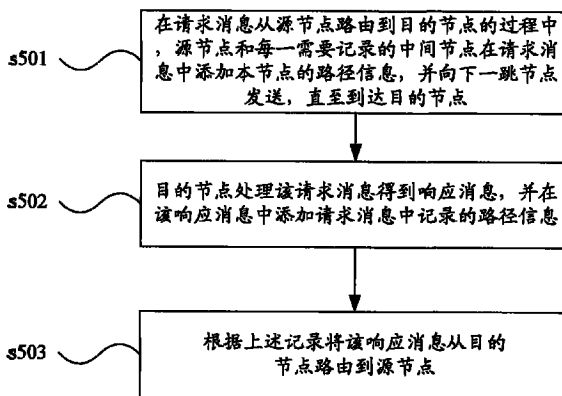 s501
在请求消息从源节点路由到目的节点的过程中
，源节点和每一需要记录的中间节点在请求消
息中添加本节点的路径信息，并向下一跳节点
发送，直至到达目的节点
s502
目的节点处理该请求消息得到响应消息，并在
该响应消息中添加请求消息中记录的路径信息
s503
根据上述记录将该响应消息从目的
节点路由到源节点